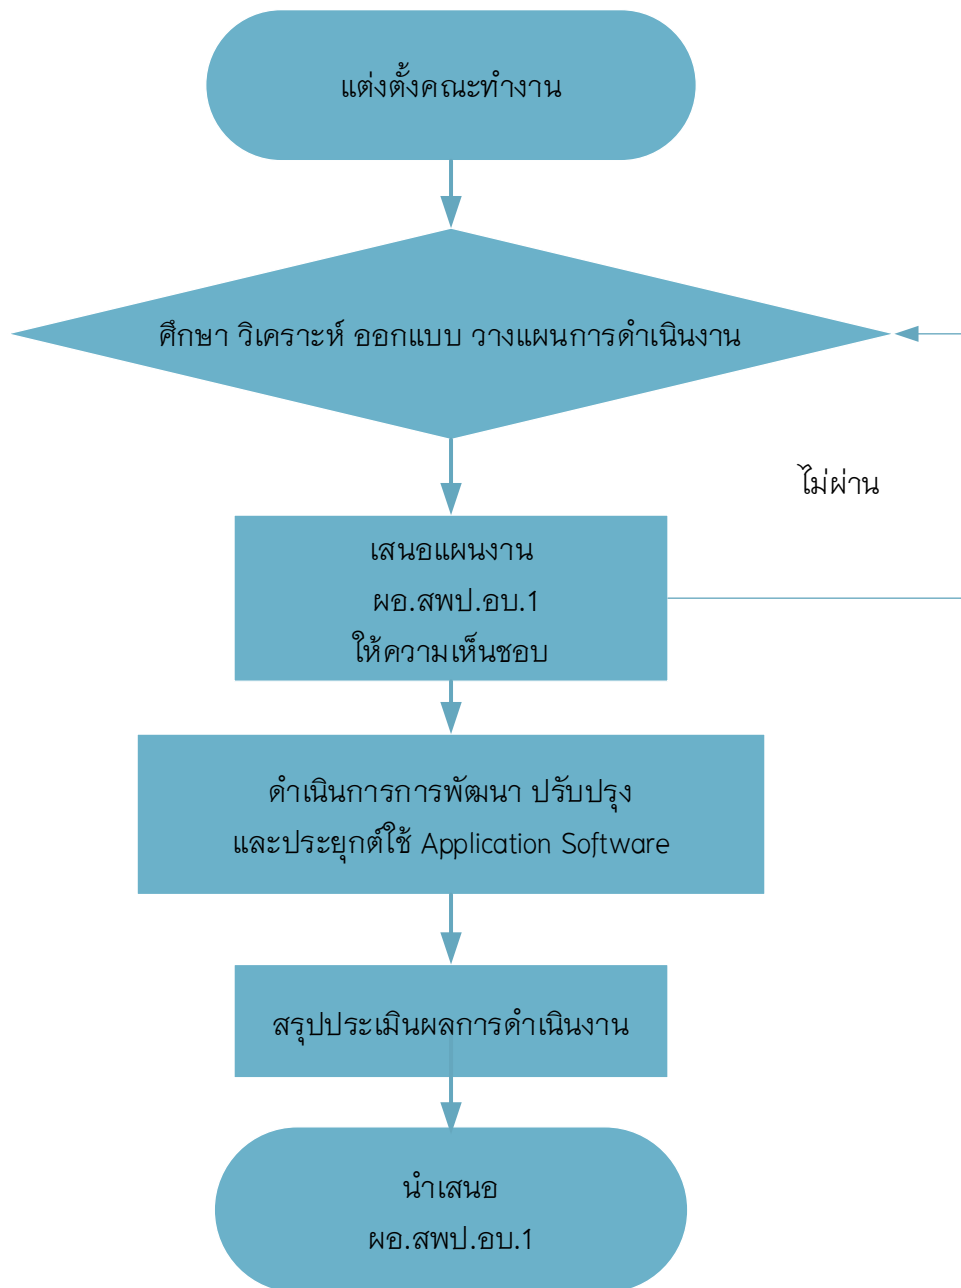 แต่งตั้งคณะทำงาน
ศึกษา วิเคราะห์ ออกแบบ วางแผนการดำเนินงาน
ไม่ผ่าน
เสนอแผนงาน
ผอ.สพป.อบ.1
ให้ความเห็นชอบ
ดำเนินการการพัฒนา ปรับปรุง
และประยุกต์ใช้ Application Software
สรุปประเมินผลการดำเนินงาน
นำเสนอ
ผอ.สพป.อบ.1